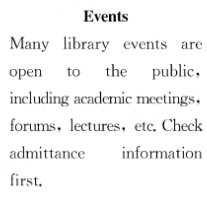 Events
Many library events are
open to the public,
including academic meetings,
forums, lectures, etc. Check
admittance information
first.